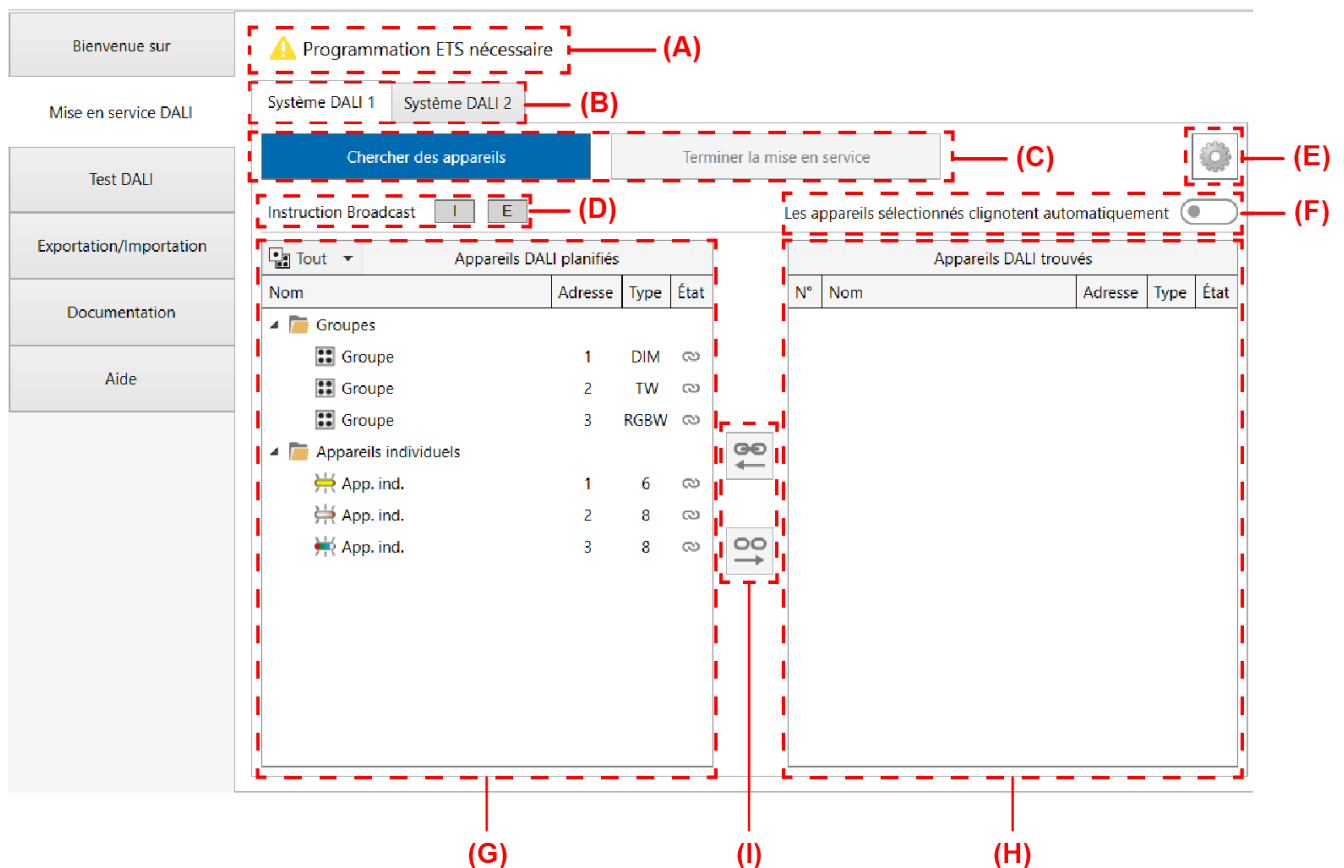 Bienvenue sur
Mise en service DALI
Test DALI
Exportation/Importation
Documentation
Aide
Programmation ETS nécessaire
(A)
Système DALI 1 Système DALI 2
(B)
Chercher des appareils Terminer la mise en service
(C)
(E)
Instruction Broadcast I E
(D)
Les appareils sélectionnés clignotent automatiquement
(F)
Tout Appareils DALI planifiés
Nom Adresse Type État
Groupes
Groupe 1 DIM
Groupe 2 TW
Groupe 3 RGBW
Appareils individuels
App. ind. 1 6
App. ind. 2 8
App. ind. 3 8
Appareils DALI trouvés
N° Nom Adresse Type État
(G)
(I)
(H)